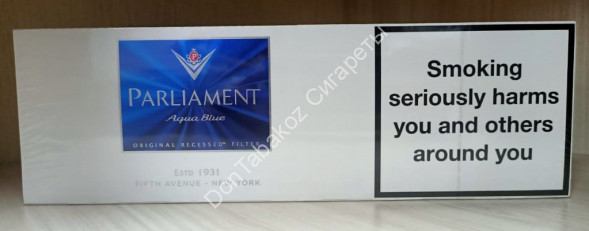 P
PARLIAMENT
Aqua Blue
ORIGINAL RECESSED™ FILTER
ESTD 1931
FIFTH AVENUE - NEW YORK
Smoking
seriously harms
you and others
around you
DonTabakoz Сигареты